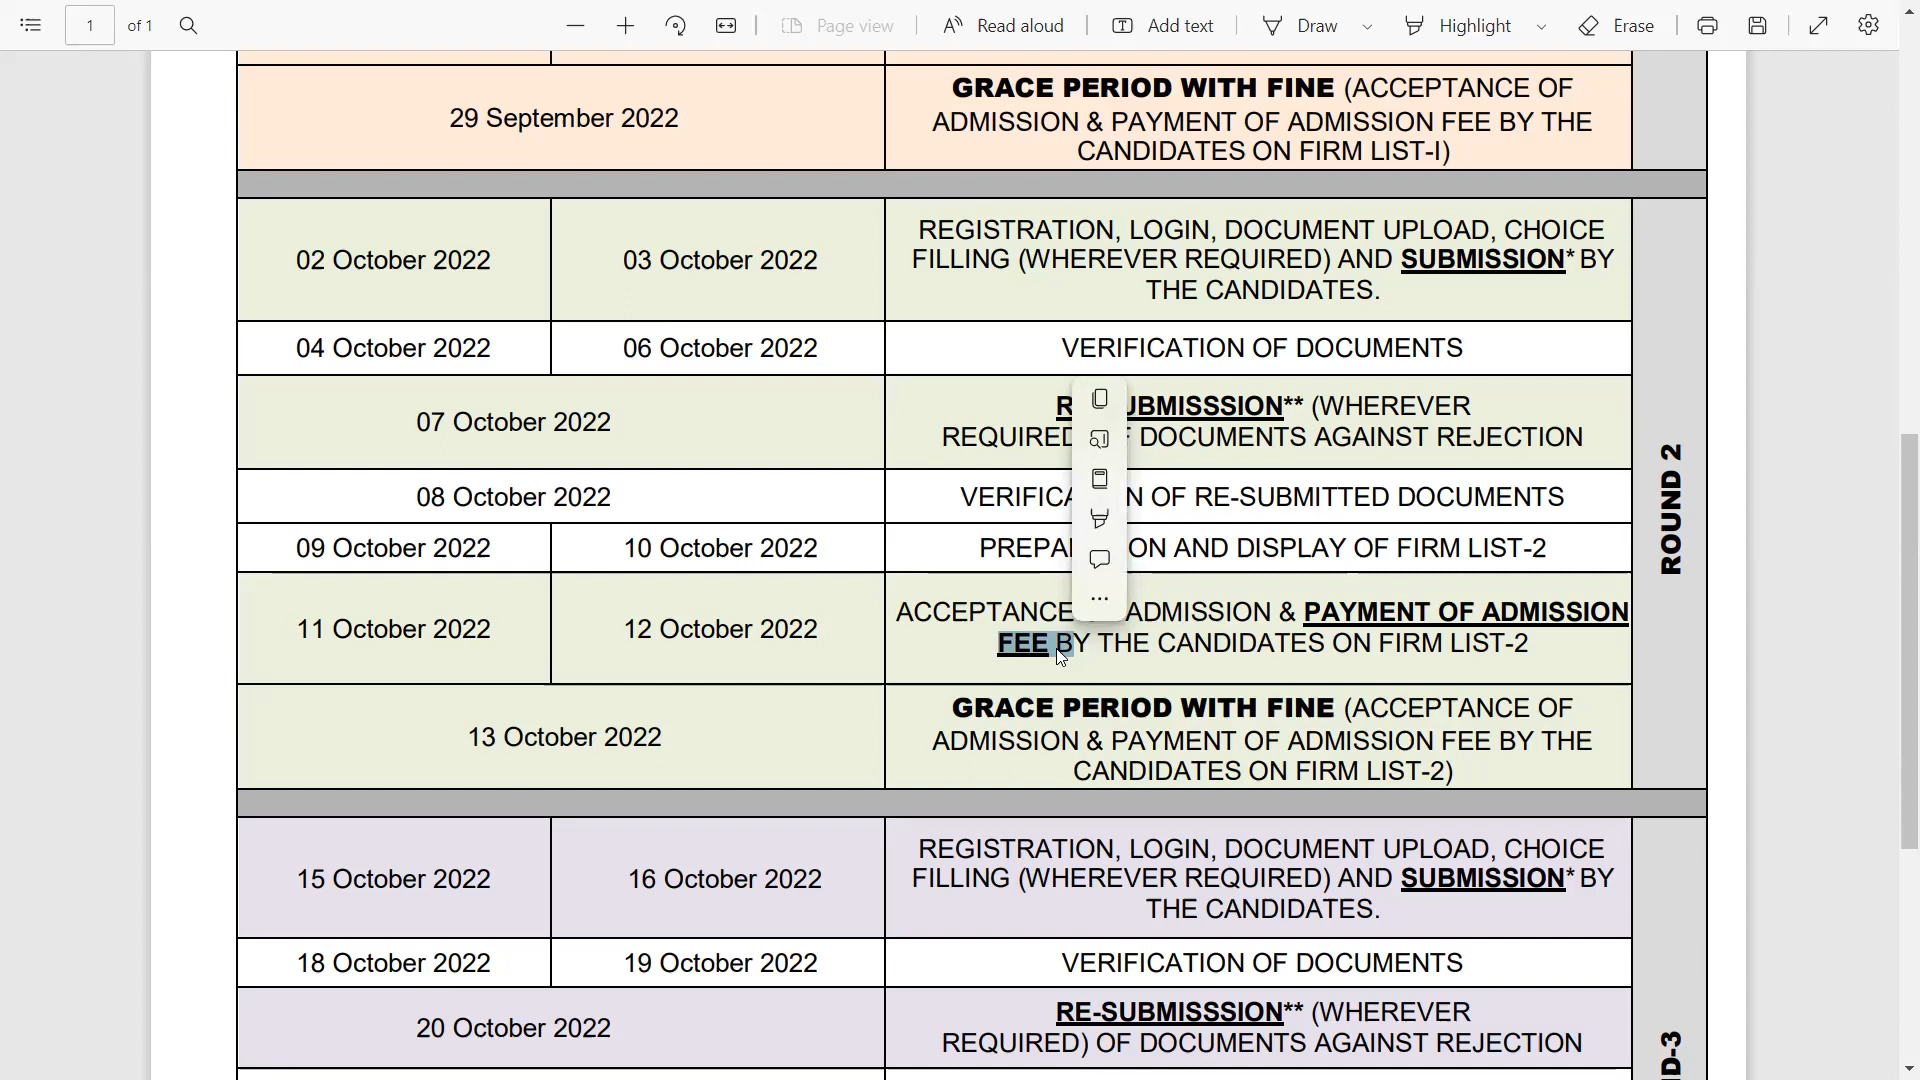 1
of 1
Page view
Read aloud
Add text
Draw
Highlight
Erase
29 September 2022
GRACE PERIOD WITH FINE (ACCEPTANCE OF
ADMISSION & PAYMENT OF ADMISSION FEE BY THE
CANDIDATES ON FIRM LIST-I)
02 October 2022
03 October 2022
REGISTRATION, LOGIN, DOCUMENT UPLOAD, CHOICE
FILLING (WHEREVER REQUIRED) AND SUBMISSION* BY
THE CANDIDATES.
04 October 2022
06 October 2022
VERIFICATION OF DOCUMENTS
07 October 2022
UBMISSSION** (WHEREVER
REQUIRED DOCUMENTS AGAINST REJECTION
08 October 2022
VERIFICA N OF RE-SUBMITTED DOCUMENTS
09 October 2022
10 October 2022
PREPA ON AND DISPLAY OF FIRM LIST-2
11 October 2022
12 October 2022
ACCEPTANCE ADMISSION & PAYMENT OF ADMISSION
FEE BY THE CANDIDATES ON FIRM LIST-2
13 October 2022
GRACE PERIOD WITH FINE (ACCEPTANCE OF
ADMISSION & PAYMENT OF ADMISSION FEE BY THE
CANDIDATES ON FIRM LIST-2)
ROUND 2
15 October 2022
16 October 2022
REGISTRATION, LOGIN, DOCUMENT UPLOAD, CHOICE
FILLING (WHEREVER REQUIRED) AND SUBMISSION* BY
THE CANDIDATES.
18 October 2022
19 October 2022
VERIFICATION OF DOCUMENTS
20 October 2022
RE-SUBMISSSION** (WHEREVER
REQUIRED) OF DOCUMENTS AGAINST REJECTION
D-3